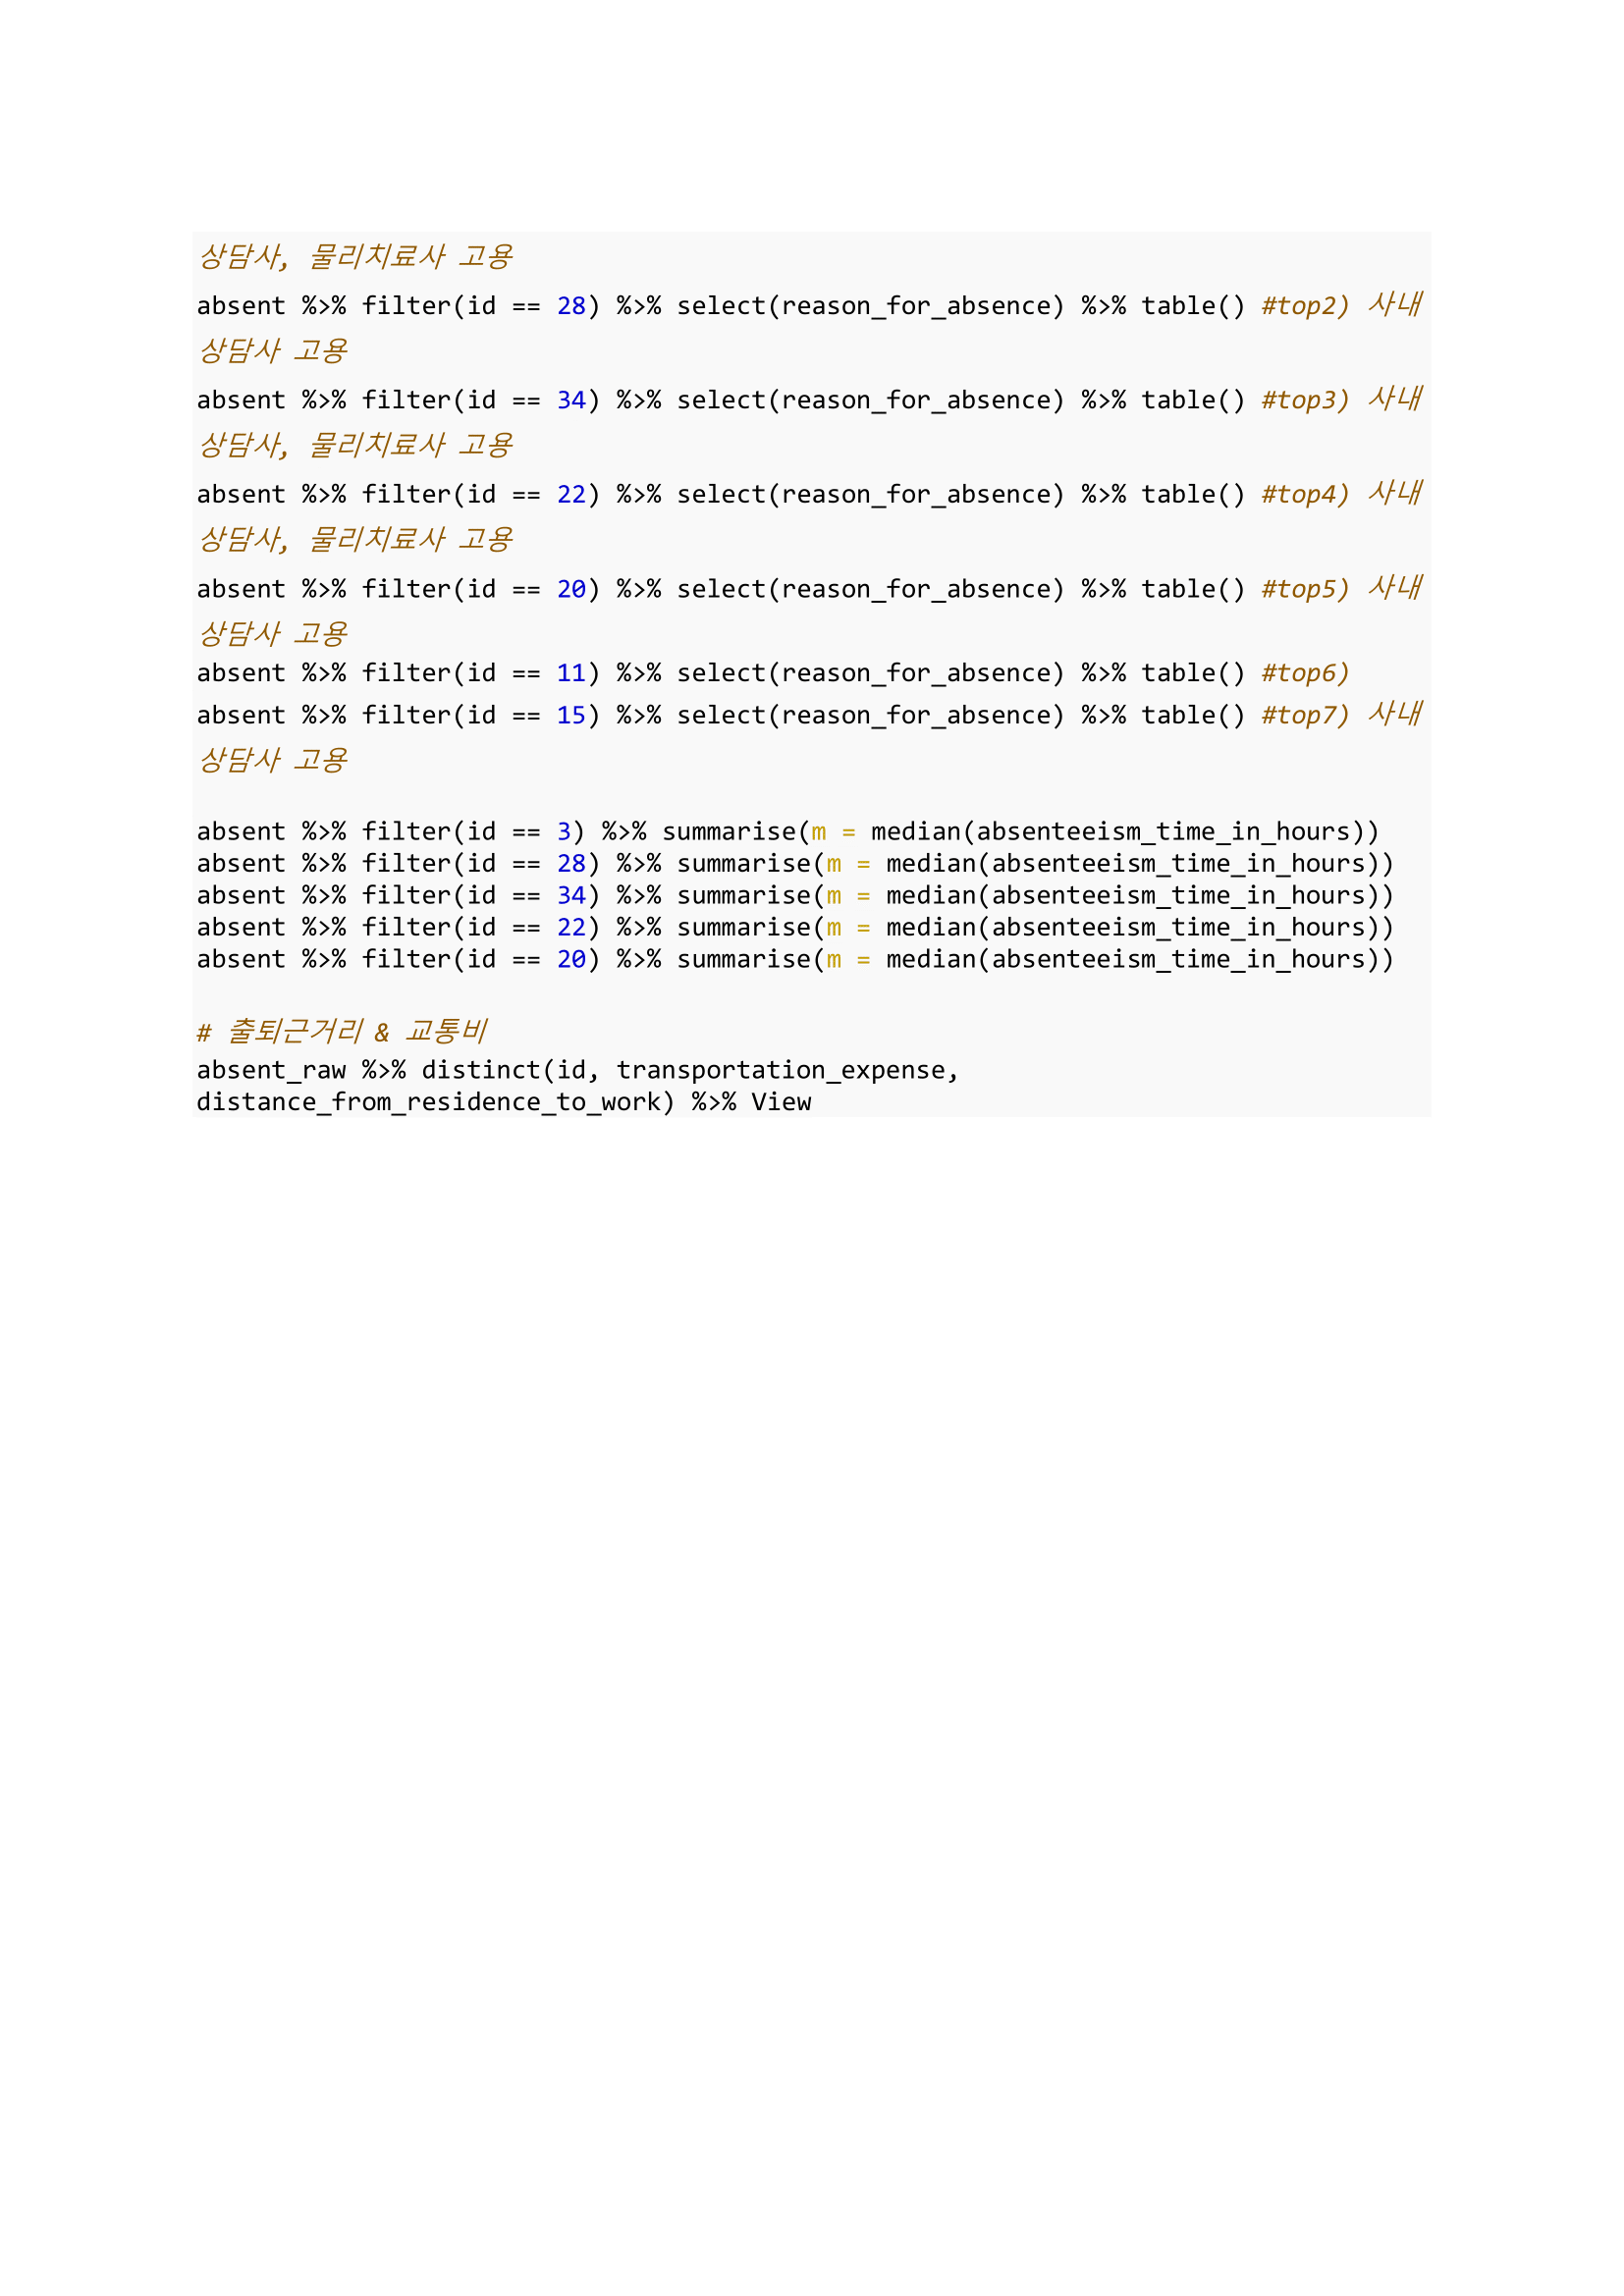 상담사, 물리치료사 고용
absent %>% filter(id == 28) %>% select(reason_for_absence) %>% table() #top2) 사내
상담사 고용
absent %>% filter(id == 34) %>% select(reason_for_absence) %>% table() #top3) 사내
상담사, 물리치료사 고용
absent %>% filter(id == 22) %>% select(reason_for_absence) %>% table() #top4) 사내
상담사, 물리치료사 고용
absent %>% filter(id == 20) %>% select(reason_for_absence) %>% table() #top5) 사내
상담사 고용
absent %>% filter(id == 11) %>% select(reason_for_absence) %>% table() #top6)
absent %>% filter(id == 15) %>% select(reason_for_absence) %>% table() #top7) 사내
상담사 고용
absent %>% filter(id == 3) %>% summarise(m = median(absenteeism_time_in_hours))
absent %>% filter(id == 28) %>% summarise(m = median(absenteeism_time_in_hours))
absent %>% filter(id == 34) %>% summarise(m = median(absenteeism_time_in_hours))
absent %>% filter(id == 22) %>% summarise(m = median(absenteeism_time_in_hours))
absent %>% filter(id == 20) %>% summarise(m = median(absenteeism_time_in_hours))
# 출퇴근거리 & 교통비
absent_raw %>% distinct(id, transportation_expense,
distance_from_residence_to_work) %>% View